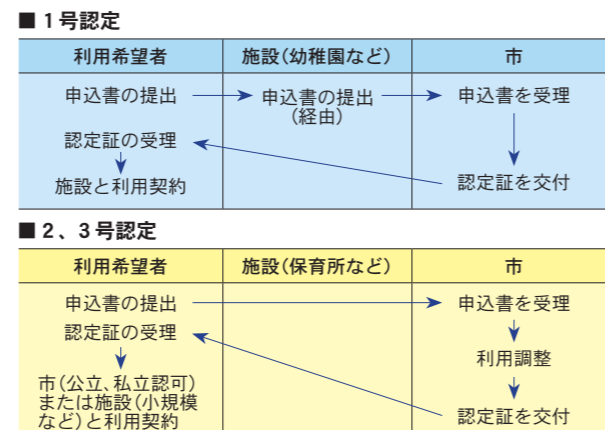 ■１号認定
利用希望者 施設(幼稚園など) 市
申込書の提出 申込書の提出 申込書を受理
(経由)
認定証の受理
施設と利用契約 認定証を交付
■２、３号認定
利用希望者 施設(保育所など) 市
申込書の提出 申込書を受理
認定証の受理
利用調整
市(公立、私立認可)
または施設(小規模
など)と利用契約 認定証を交付